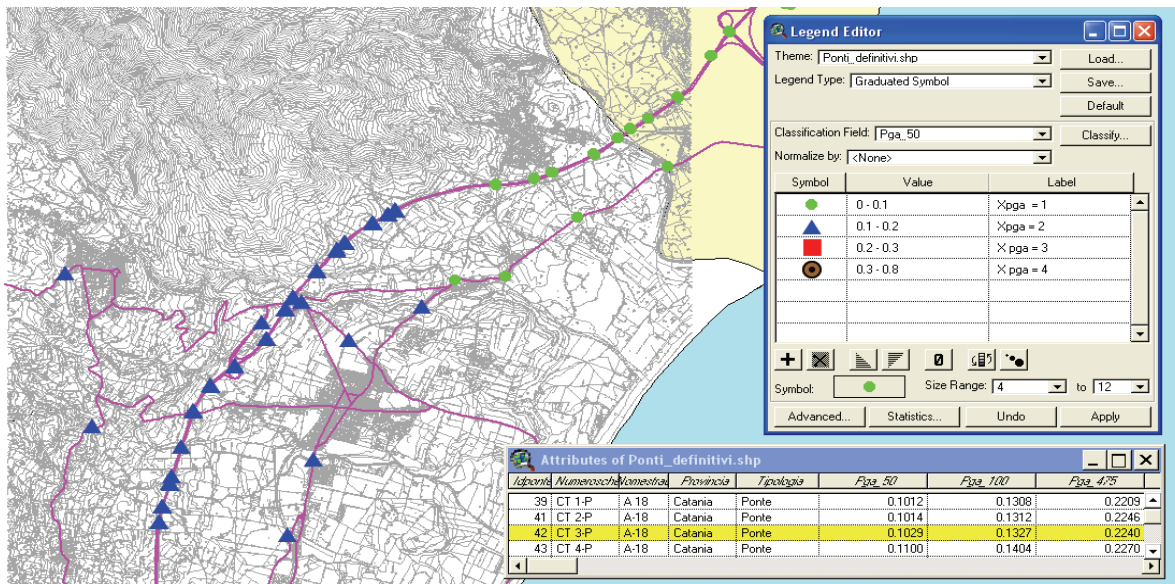 Legend Editor
Theme: Ponti_definitivi.shp Load...
Legend Type: Graduated Symbol Save...
Default
Classification Field: Pga_50 Classify...
Normalize by: <None>
Symbol Value Label
0 - 0.1 Xpga = 1
0.1 - 0.2 Xpga = 2
0.2 - 0.3 X pga = 3
0.3 - 0.8 X pga = 4
Symbol: Size Range: 4 to 12
Advanced... Statistics... Undo Apply
Attributes of Ponti_definitivi.shp
Idponte Numerosche Nomestrad Provincia Tipologia Pga_50 Pga_100 Pga_475
39 CT 1-P A 18 Catania Ponte 0.1012 0.1308 0.2209
41 CT 2-P A-18 Catania Ponte 0.1014 0.1312 0.2246
42 CT 3-P A-18 Catania Ponte 0.1029 0.1327 0.2240
43 CT 4-P A-18 Catania Ponte 0.1100 0.1404 0.2270